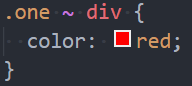 .one ~ div {
  color: red;
}